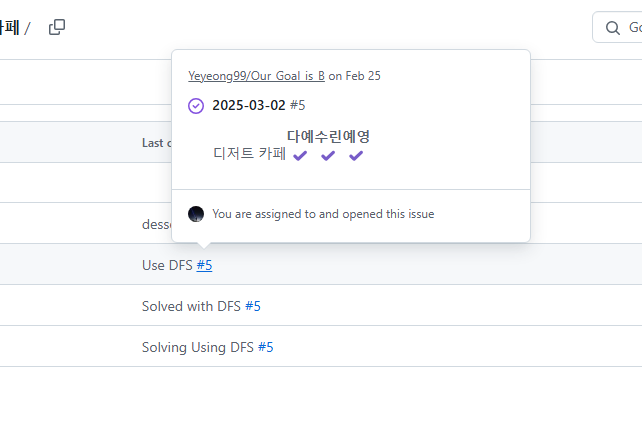 카페 /
Go
Yeyeong99/Our_Goal_is_B on Feb 25
2025-03-02 #5
다예수린예영
디저트 카페
Last c
You are assigned to and opened this issue
desse
Use DFS #5
Solved with DFS #5
Solving Using DFS #5